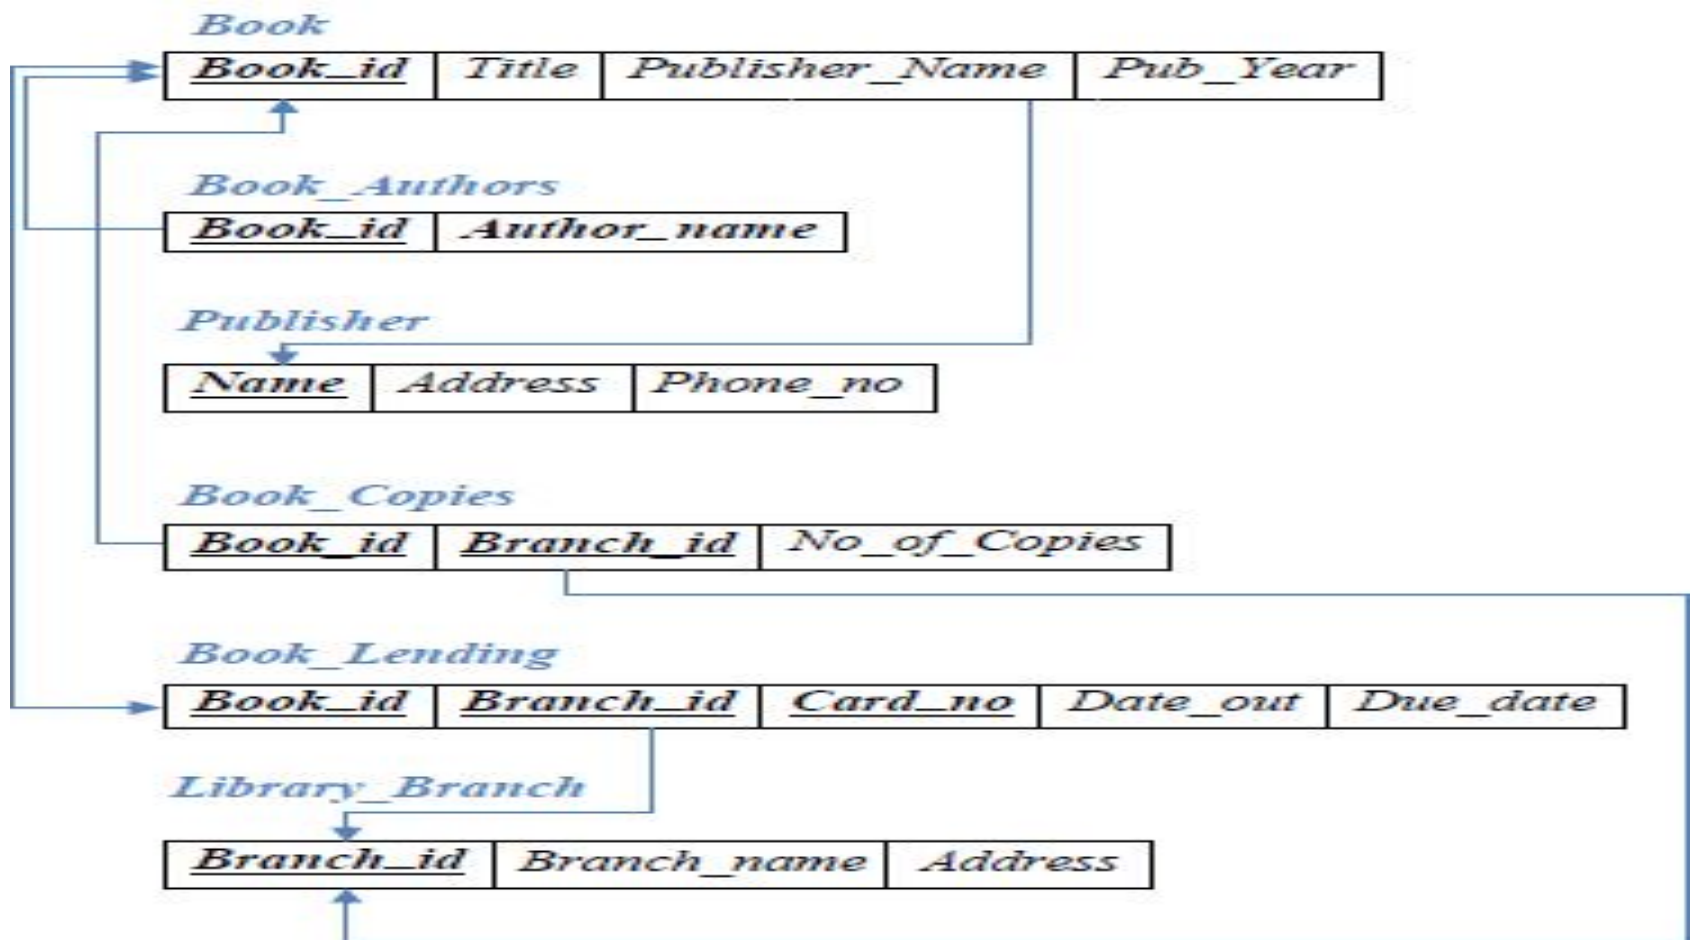 Book
Book_id Title Publisher_Name Pub_Year
Book_Authors
Book_id Author_name
Publisher
Name Address Phone_no
Book_Copies
Book_id Branch_id No_of_Copies
Book_Lending
Book_id Branch_id Card_no Date_out Due_date
Library_Branch
Branch_id Branch_name Address